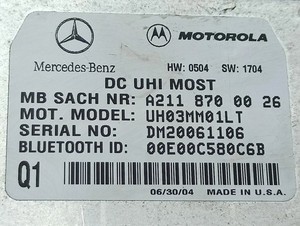 MOTOROLA
Mercedes-Benz HW: 0504 SW: 1704
DC UHI MOST
MB SACH NR: A211 870 00 26
MOT. MODEL: UH03MM01LT
SERIAL NO: DM20061106
BLUETOOTH ID: 00E00C580C6B
Q1
06/30/04 MADE IN U.S.A.